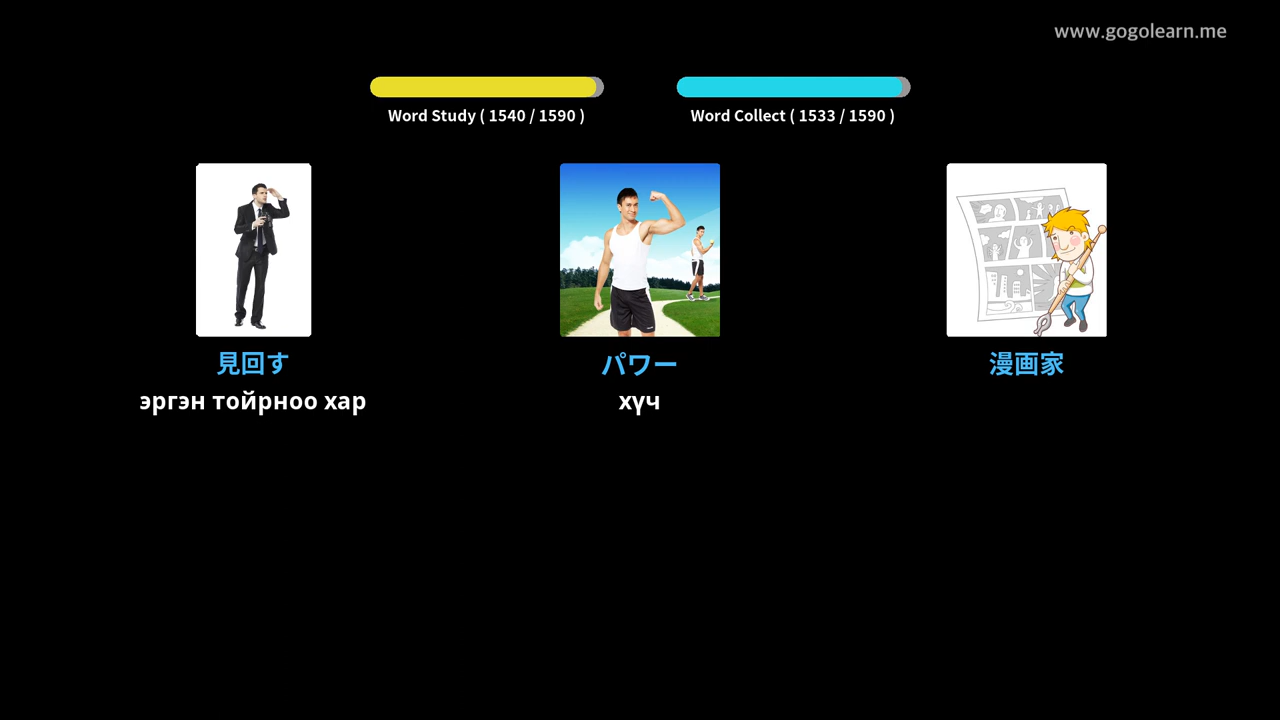 www.gogolearn.me
Word Study ( 1540 / 1590 )
Word Collect ( 1533 / 1590 )
見回す
パワー
漫画家
эргэн тойрноо хар
хүч